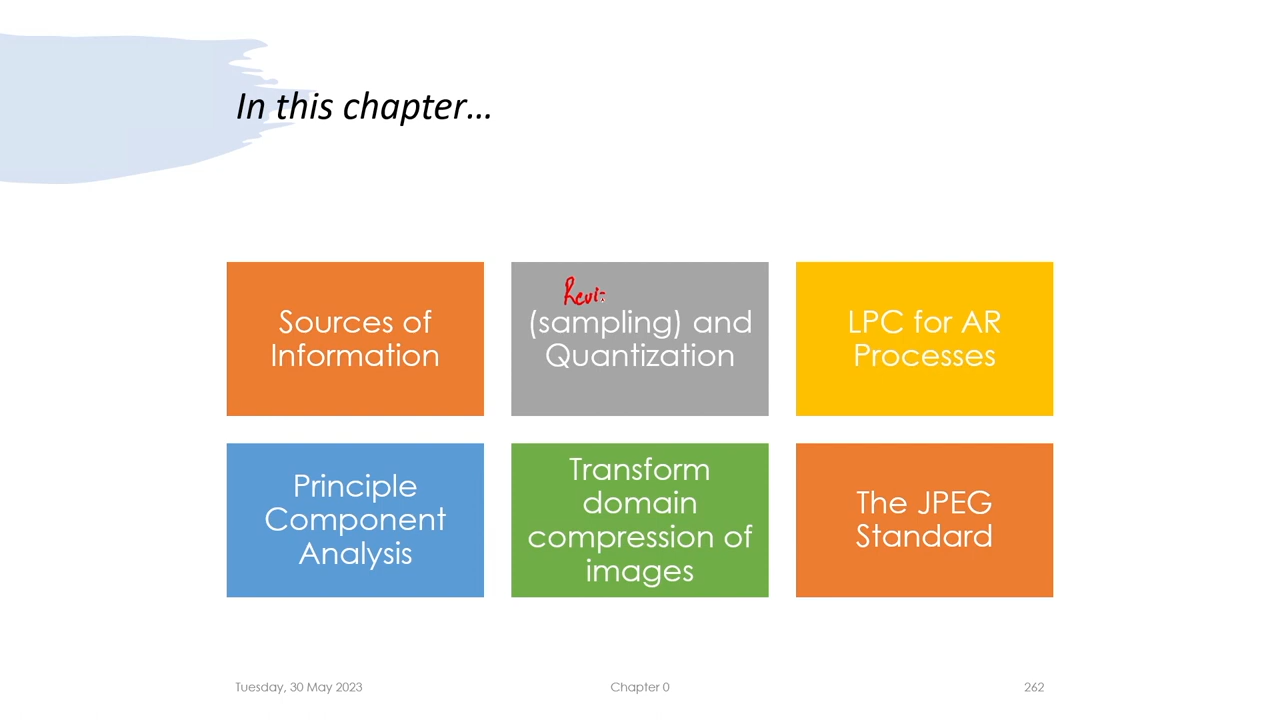 In this chapter…
Sources of
Information
Revi
(sampling) and
Quantization
LPC for AR
Processes
Principle
Component
Analysis
Transform
domain
compression of
images
The JPEG
Standard
Tuesday, 30 May 2023
Chapter 0
262